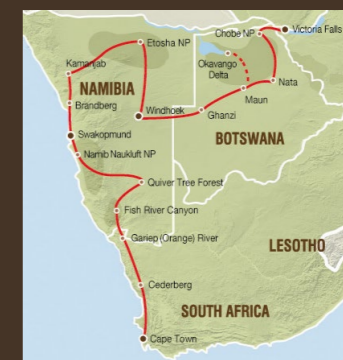 Chobe NP
Victoria Falls
Etosha NP
Okavango
Delta
Kamanjab
Nata
NAMIBIA
Maun
Brandberg
Windhoek
Ghanzi
BOTSWANA
Swakopmund
Namib Naukluft NP
Quiver Tree Forest
Fish River Canyon
Gariep (Orange) River
LESOTHO
Cederberg
SOUTH AFRICA
Cape Town